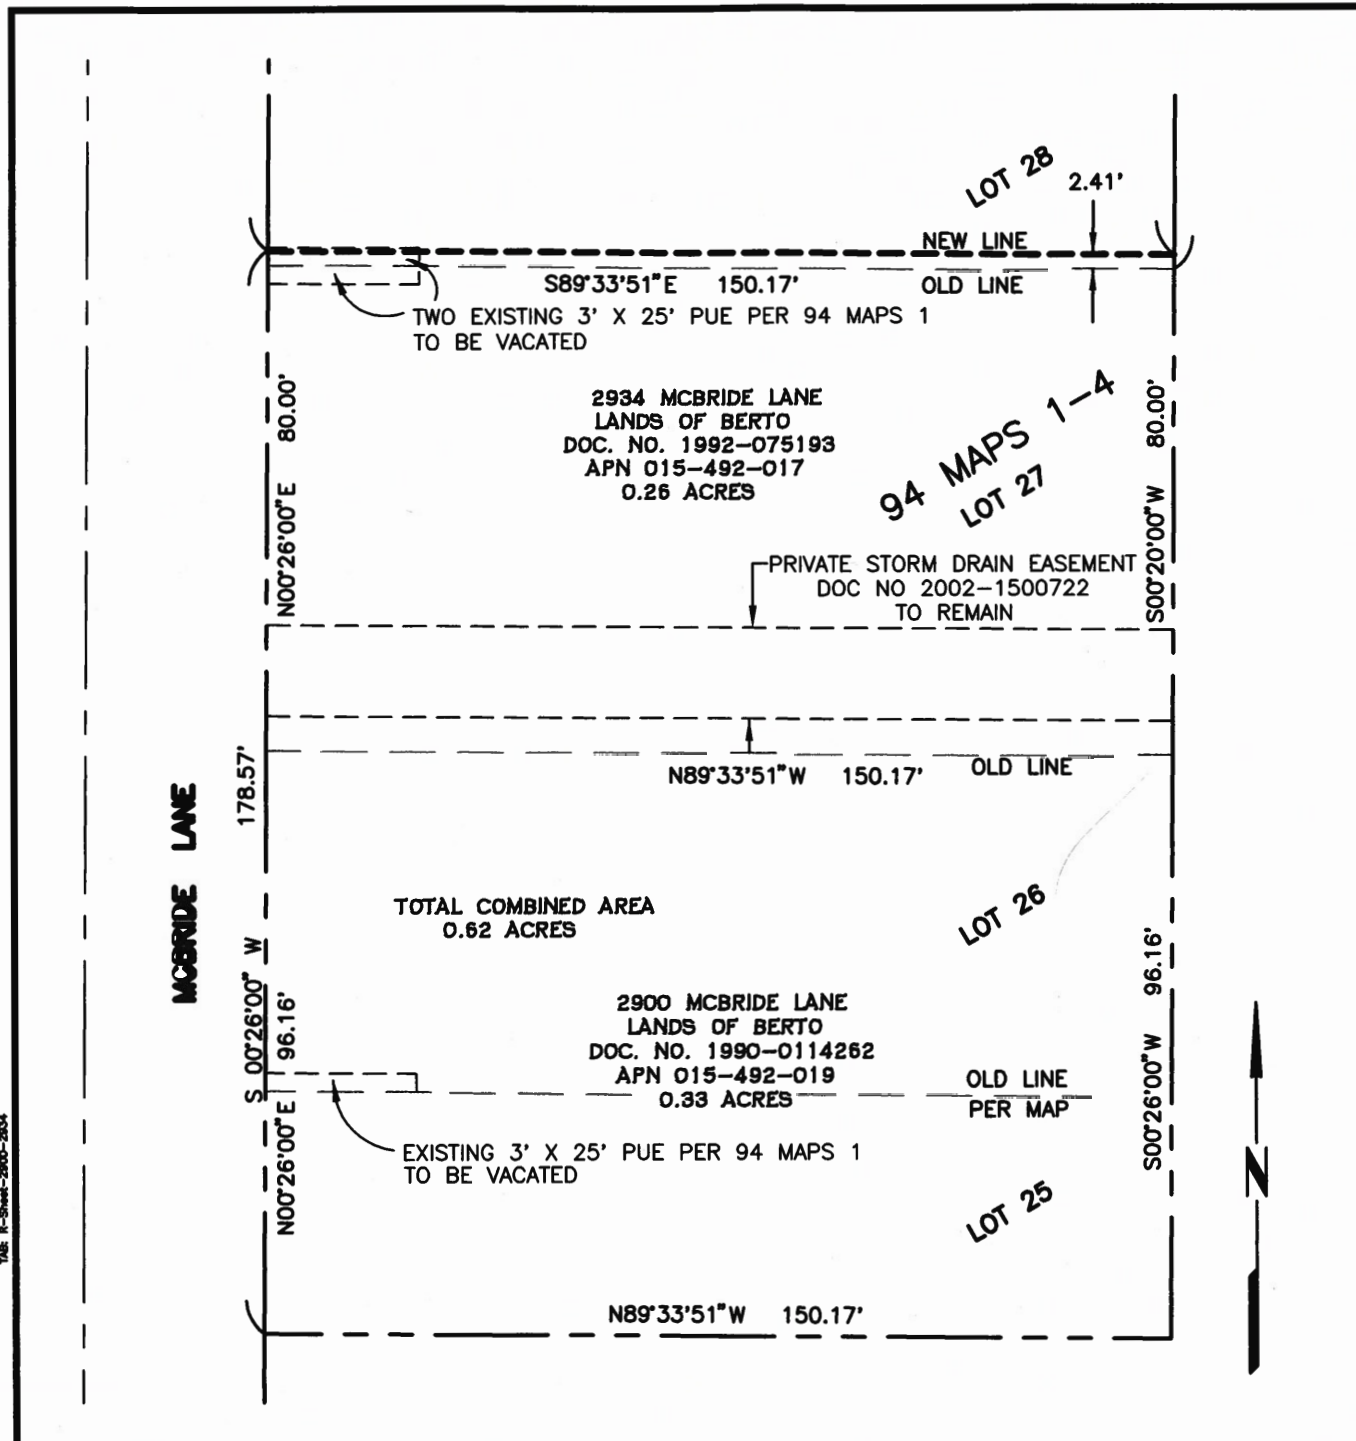 LOT 28
2.41'
NEW LINE
S89°33'51"E 150.17'
OLD LINE
TWO EXISTING 3' X 25' PUE PER 94 MAPS 1
TO BE VACATED
N00°26'00"E 80.00'
2934 MCBRIDE LANE
LANDS OF BERTO
DOC. NO. 1992-075193
APN 015-492-017
0.26 ACRES
94 MAPS 1-4
LOT 27
S00°20'00"W 80.00'
PRIVATE STORM DRAIN EASEMENT
DOC NO 2002-1500722
TO REMAIN
N89°33'51"W 150.17'
OLD LINE
MCBRIDE LANE
S 00°26'00" W 178.57'
TOTAL COMBINED AREA
0.62 ACRES
LOT 26
N00°26'00"E 96.16'
2900 MCBRIDE LANE
LANDS OF BERTO
DOC. NO. 1990-0114262
APN 015-492-019
0.33 ACRES
OLD LINE
PER MAP
S00°26'00"W 96.16'
EXISTING 3' X 25' PUE PER 94 MAPS 1
TO BE VACATED
LOT 25
N
N89°33'51"W 150.17'
TAB: R-Sheet-2900-2934